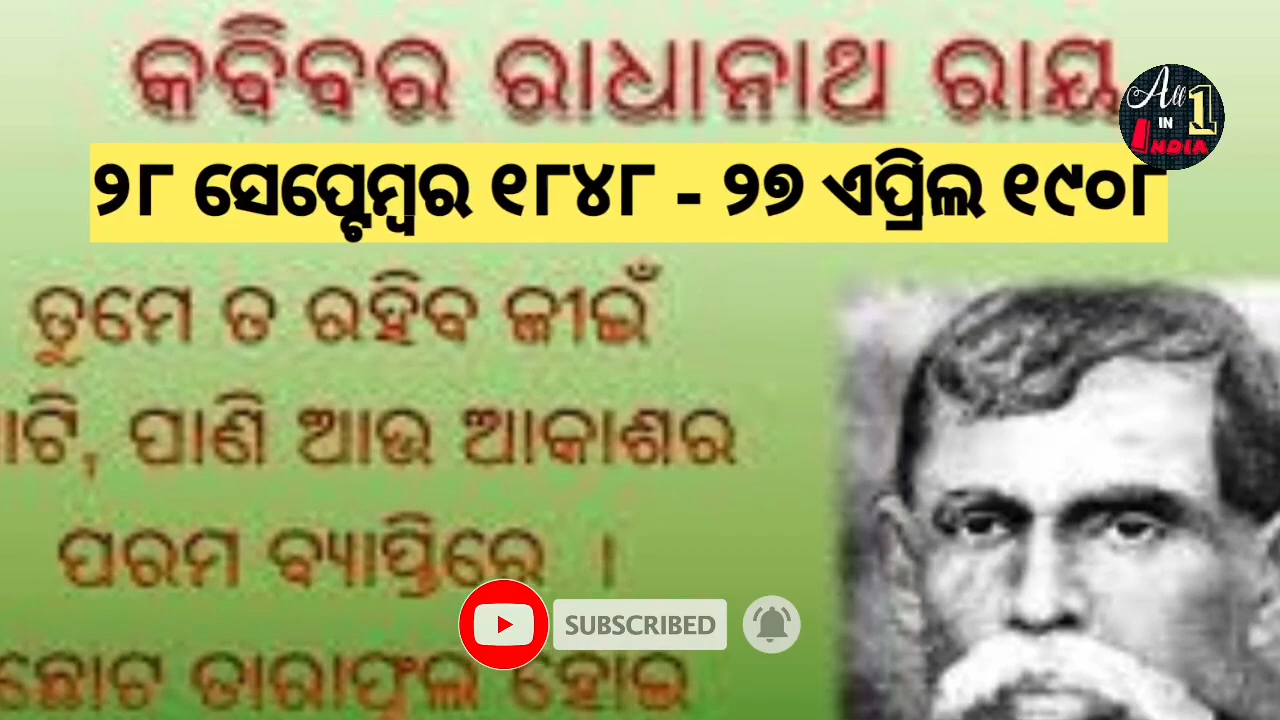 କବିବର ରାଧାନାଥ ରାୟ
All IN 1 INDIA
୨୮ ସେପ୍ଟେମ୍ବର ୧୮୪୮ - ୨୭ ଏପ୍ରିଲ ୧୯୦୮
ତୁମେ ତ ରହିବ ଜୀଇଁ
ପାଣି ଆଉ ଆକାଶର
ପରମ ବ୍ୟାପ୍ତିରେ ।
SUBSCRIBED
ଛୋଟ ତାରାଫୁଲ ହୋଇ